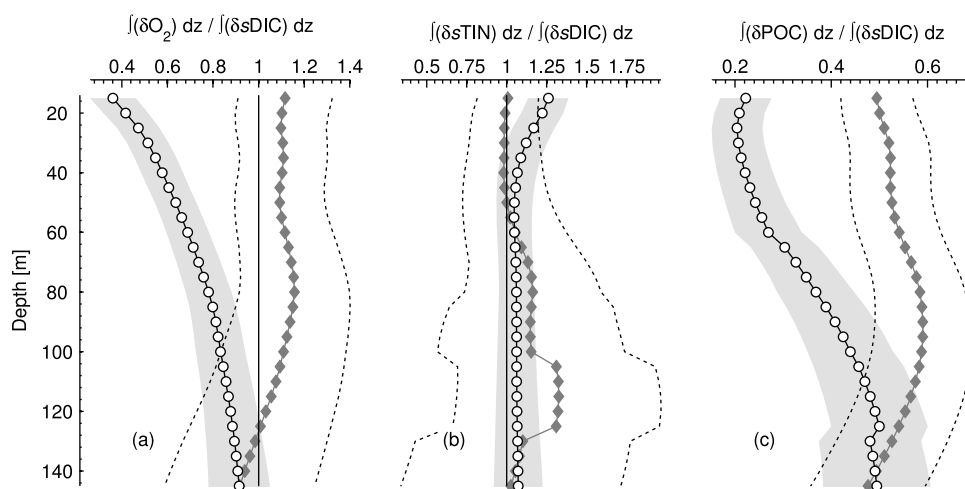 ∫(δO₂) dz / ∫(δsDIC) dz
∫(δsTIN) dz / ∫(δsDIC) dz
∫(δPOC) dz / ∫(δsDIC) dz
0.4 0.6 0.8 1 1.2 1.4
0.5 0.75 1 1.25 1.5 1.75
0.2 0.4 0.6
Depth [m]
20
40
60
80
100
120
140
(a)
(b)
(c)